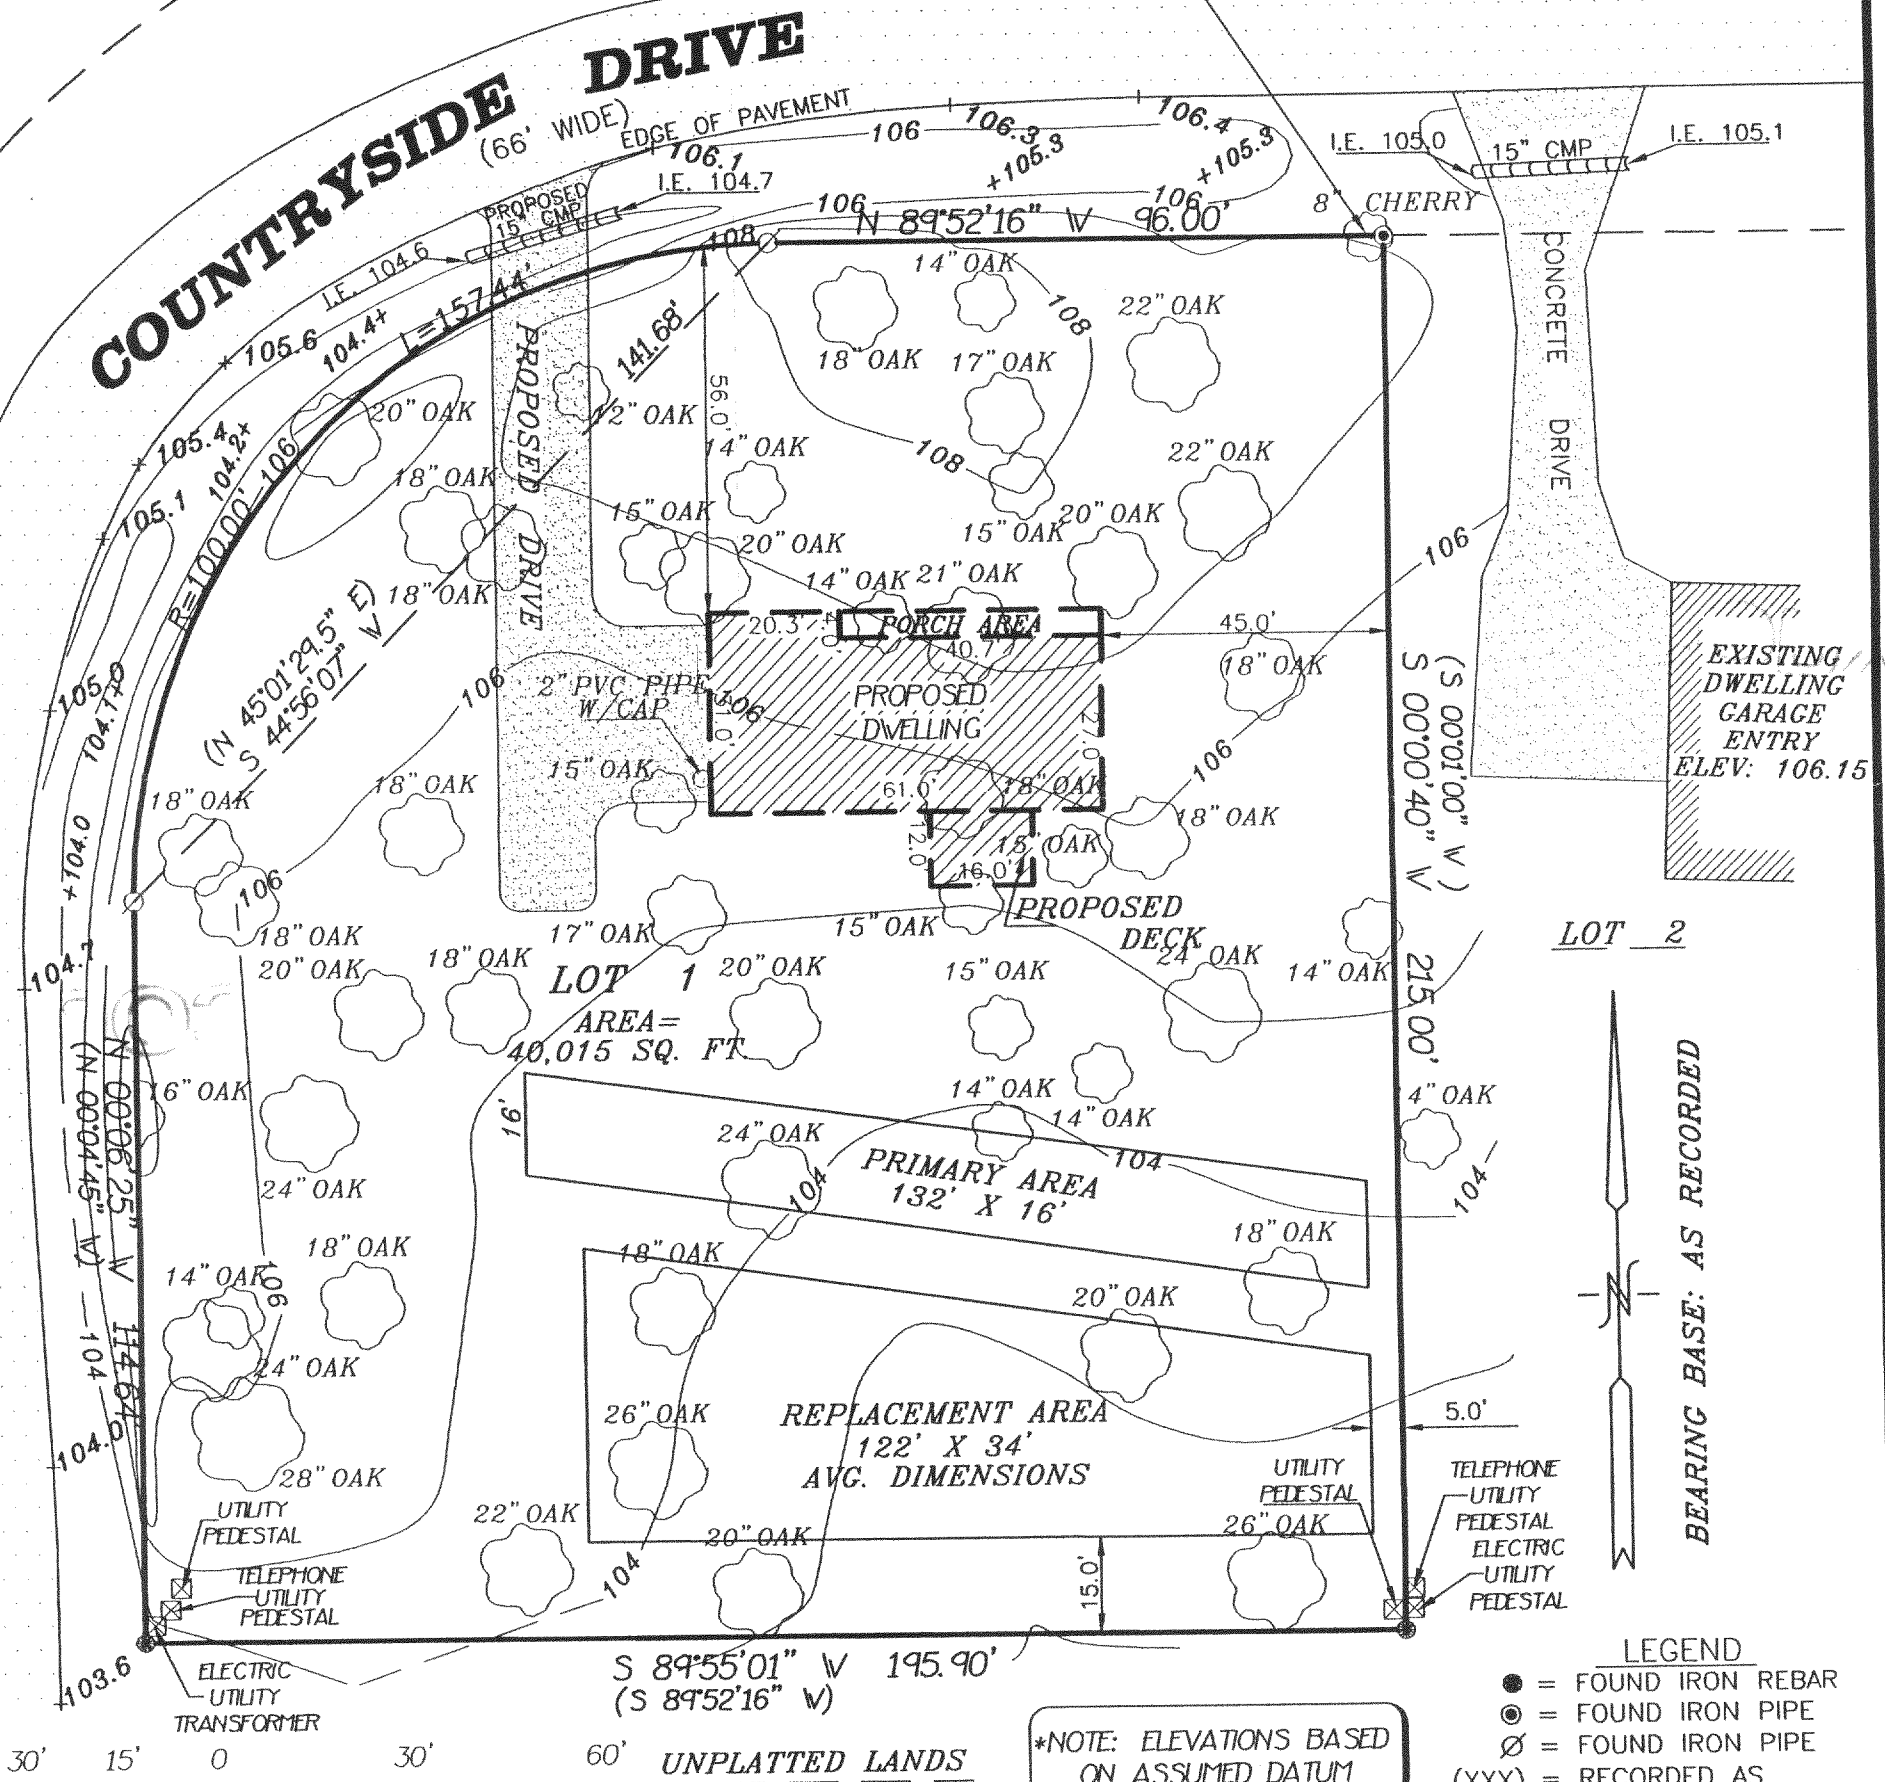 COUNTRYSIDE DRIVE
(66' WIDE)
EDGE OF PAVEMENT
106
106.3
106.4
+105.3
+105.3
106.1
I.E. 104.7
PROPOSED
15" CMP
I.E. 104.6
106
106
I.E. 105.0
15" CMP
I.E. 105.1
8" CHERRY
N 89°52'16" W 96.00'
108
L=157.44'
105.6
104.4+
141.68'
14" OAK
108
22" OAK
18" OAK
17" OAK
CONCRETE DRIVE
PROPOSED DRIVE
56.0'
20" OAK
12" OAK
105.4
104.2+
106
14" OAK
108
22" OAK
18" OAK
105.1
R=100.00'
15" OAK
20" OAK
15" OAK
20" OAK
106
18" OAK
14" OAK
21" OAK
(N 45°01'29.5" E)
S 44°56'07" W
20.3'
PORCH AREA
40.7'
45.0'
18" OAK
105.0
104.1+
106
2" PVC PIPE
W/CAP
106
PROPOSED
DWELLING
27.0'
106
(S 00°01'00" W)
S 00°00'40" W 215.00'
EXISTING
DWELLING
GARAGE
ENTRY
ELEV: 106.15
15" OAK
18" OAK
18" OAK
61.0'
18" OAK
18" OAK
+104.0
12.0'
15" OAK
16.0'
106
18" OAK
17" OAK
15" OAK
PROPOSED
DECK
24" OAK
LOT 2
104.1
20" OAK
18" OAK
LOT 1
20" OAK
15" OAK
14" OAK
AREA=
40,015 SQ. FT.
16" OAK
14" OAK
14" OAK
4" OAK
N 00°06'25" W 114.64'
(N 00°04'45" W)
16'
24" OAK
24" OAK
104
PRIMARY AREA
132' X 16'
104
104
18" OAK
14" OAK
106
18" OAK
18" OAK
20" OAK
104
24" OAK
26" OAK
REPLACEMENT AREA
122' X 34'
AVG. DIMENSIONS
5.0'
104.0
28" OAK
UTILITY
PEDESTAL
22" OAK
20" OAK
26" OAK
UTILITY
PEDESTAL
TELEPHONE
UTILITY
PEDESTAL
ELECTRIC
UTILITY
PEDESTAL
TELEPHONE
UTILITY
PEDESTAL
104
15.0'
BEARING BASE: AS RECORDED
N
103.6
ELECTRIC
UTILITY
TRANSFORMER
S 89°55'01" W 195.90'
(S 89°52'16" W)
LEGEND
= FOUND IRON REBAR
= FOUND IRON PIPE
= FOUND IRON PIPE
(XXX) = RECORDED AS
30' 15' 0 30' 60'
UNPLATTED LANDS
*NOTE: ELEVATIONS BASED
ON ASSUMED DATUM